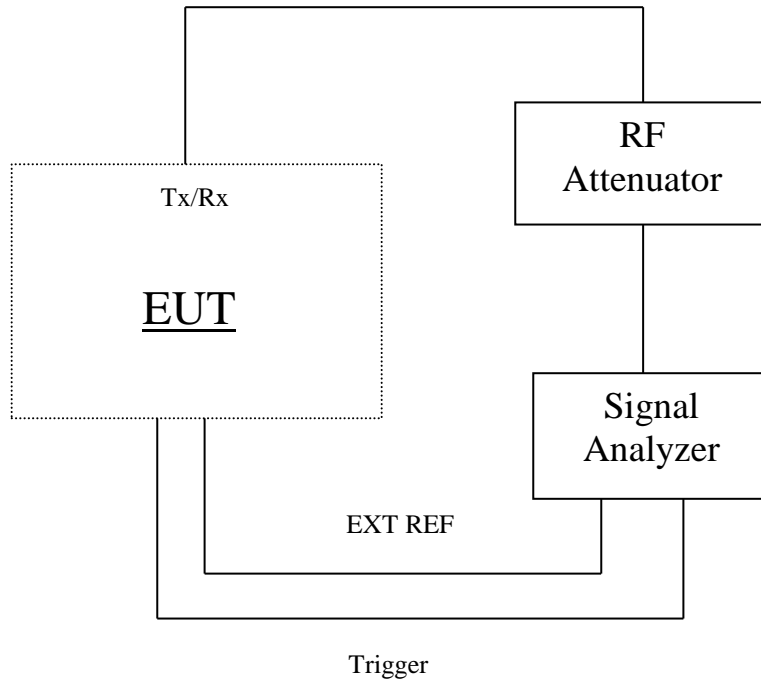 RF
Attenuator
Tx/Rx
EUT
Signal
Analyzer
EXT REF
Trigger